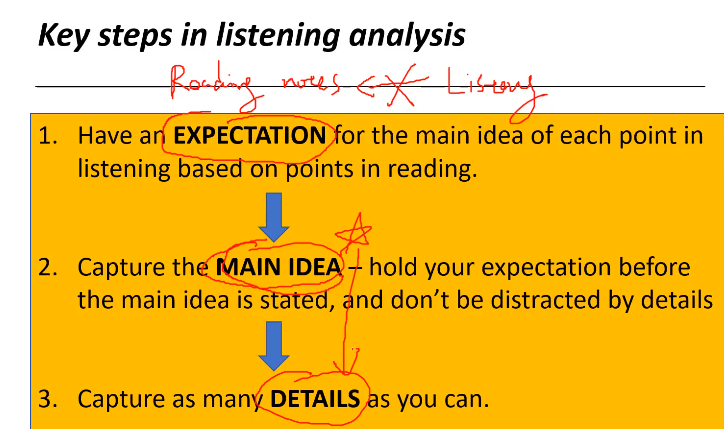 Key steps in listening analysis
Reading notes Listening
1. Have an EXPECTATION for the main idea of each point in
listening based on points in reading.
2. Capture the MAIN IDEA – hold your expectation before
the main idea is stated, and don’t be distracted by details
3. Capture as many DETAILS as you can.